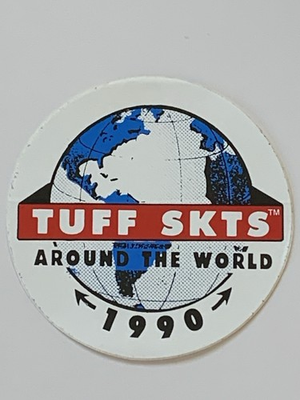 TUFF SKTS™
AROUND THE WORLD
1990